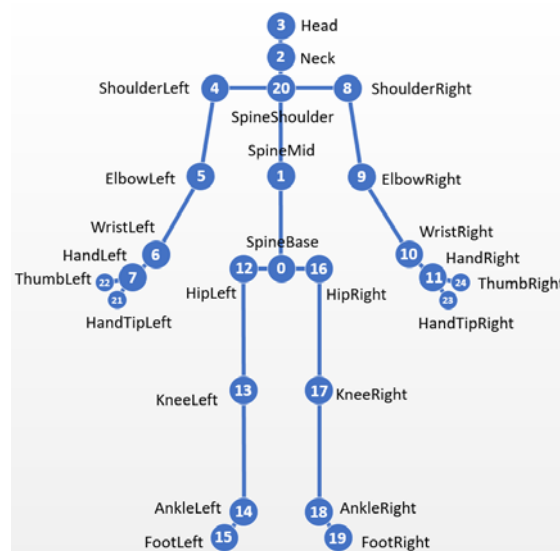 3 Head
2 Neck
ShoulderLeft 4 20 8 ShoulderRight
SpineShoulder
SpineMid
ElbowLeft 5 1 9 ElbowRight
WristLeft 6 10 WristRight
SpineBase
HandLeft 7 12 0 16 11 HandRight
ThumbLeft 22 24 ThumbRight
HipLeft HipRight
21 23
HandTipLeft HandTipRight
KneeLeft 13 17 KneeRight
AnkleLeft 14 18 AnkleRight
FootLeft 15 19 FootRight